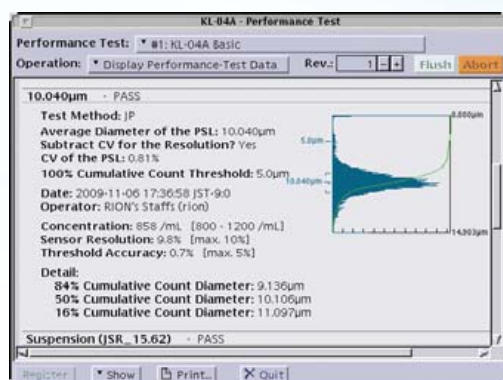 KL-04A - Performance Test
Performance Test: #1: KL-04A Basic
Operation: Display Performance-Test Data Rev.: 1 - + Flush Abort
10.040µm - PASS
Test Method: JP
Average Diameter of the PSL: 10.040µm
Subtract CV for the Resolution? Yes
CV of the PSL: 0.81%
100% Cumulative Count Threshold: 5.0µm
Date: 2009-11-06 17:36:58 JST-9:0
Operator: RION's Staffs (rion)
Concentration: 858 /mL [800 - 1200 /mL]
Sensor Resolution: 9.8% [max. 10%]
Threshold Accuracy: 0.7% [max. 5%]
Detail:
84% Cumulative Count Diameter: 9.136µm
50% Cumulative Count Diameter: 10.106µm
16% Cumulative Count Diameter: 11.097µm
5.0µm
10.040µm
Suspension (JSR_15.62) - PASS
Register Show Print... Quit